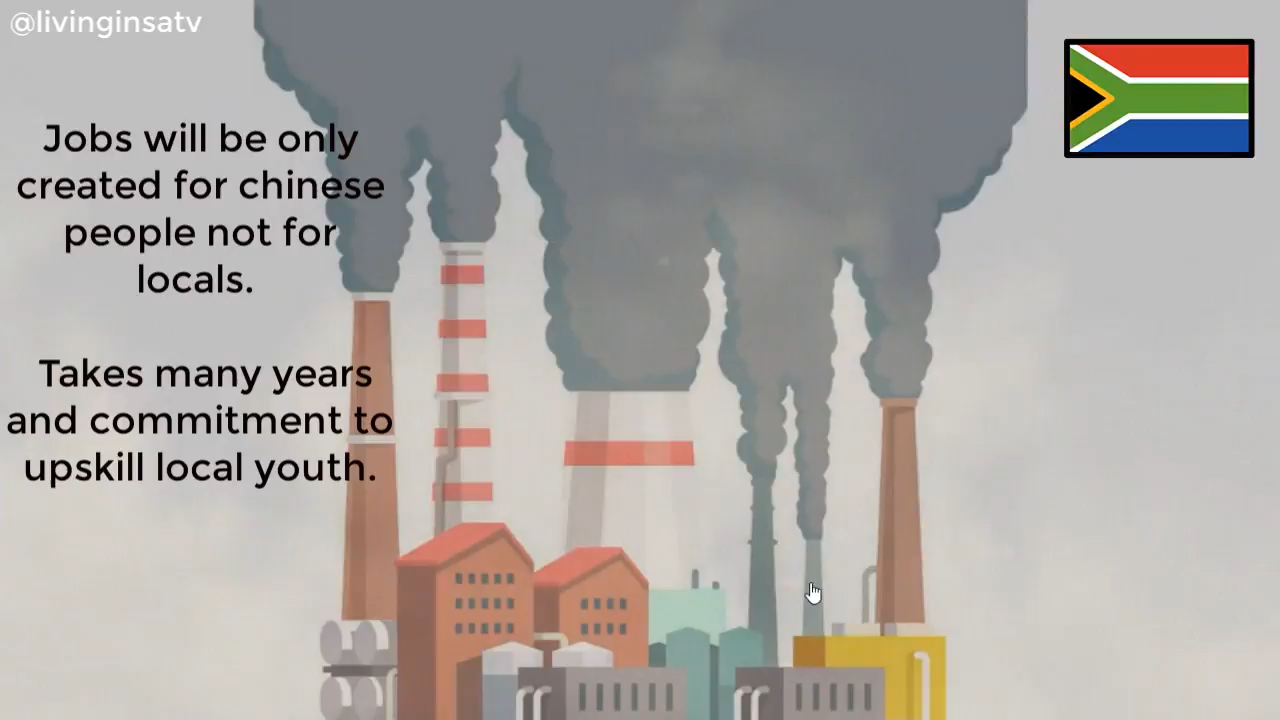 @livinginsatv
Jobs will be only
created for chinese
people not for
locals.
Takes many years
and commitment to
upskill local youth.